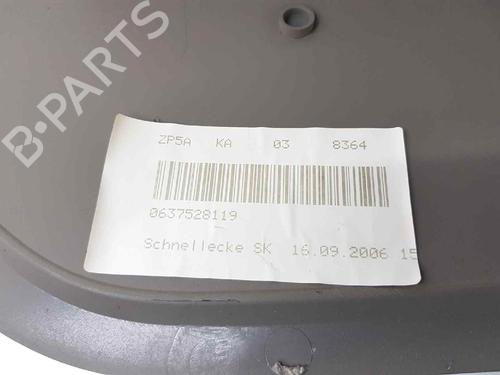 B-PARTS
ZP5A KA 03 8364
0637528119
Schnellecke SK 16.09.2006 15